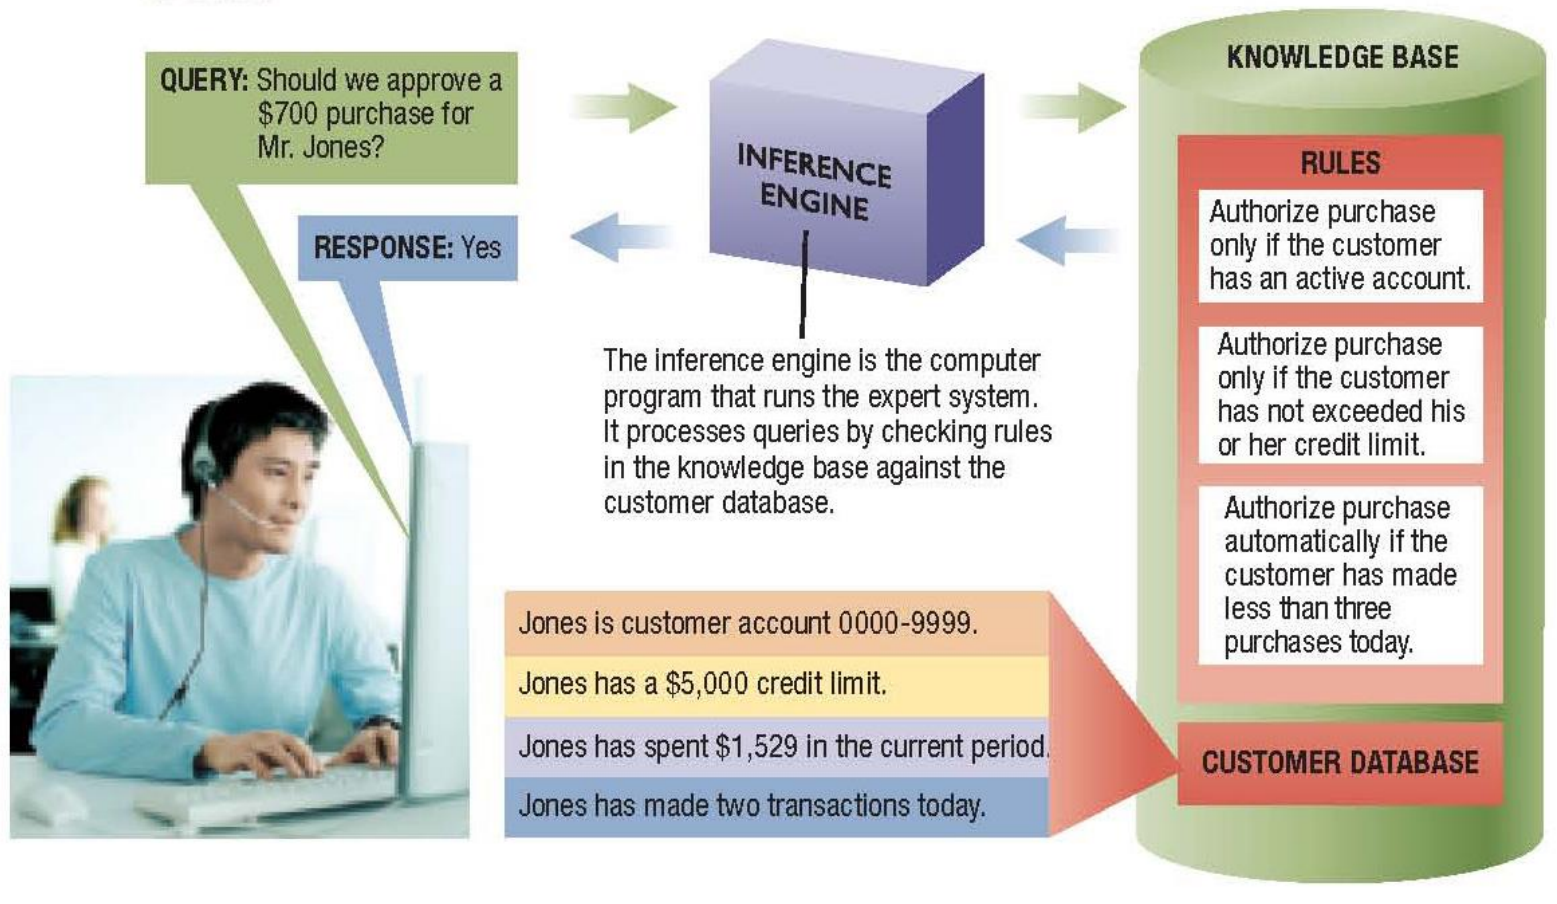 QUERY: Should we approve a
$700 purchase for
Mr. Jones?
RESPONSE: Yes
INFERENCE
ENGINE
The inference engine is the computer
program that runs the expert system.
It processes queries by checking rules
in the knowledge base against the
customer database.
KNOWLEDGE BASE
RULES
Authorize purchase
only if the customer
has an active account.
Authorize purchase
only if the customer
has not exceeded his
or her credit limit.
Authorize purchase
automatically if the
customer has made
less than three
purchases today.
Jones is customer account 0000-9999.
Jones has a $5,000 credit limit.
Jones has spent $1,529 in the current period.
Jones has made two transactions today.
CUSTOMER DATABASE